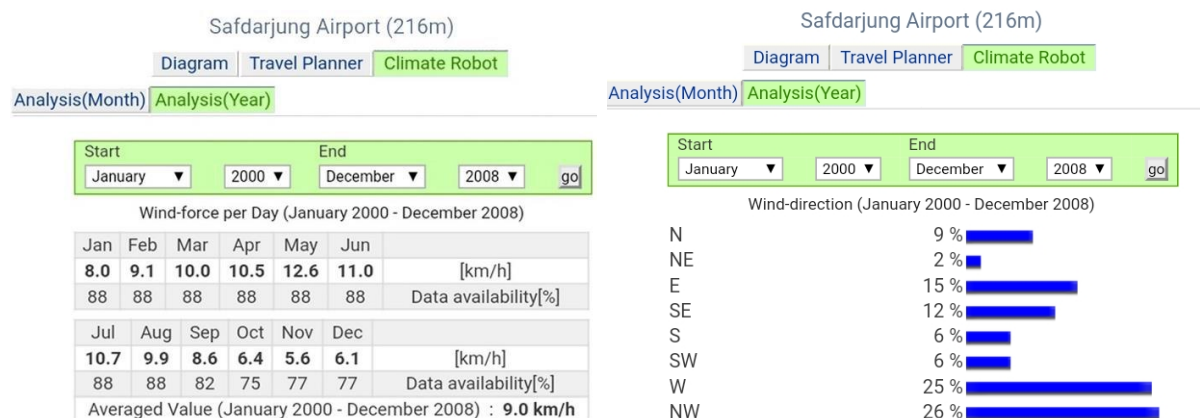 Safdarjung Airport (216m)
Diagram Travel Planner Climate Robot
Analysis(Month) Analysis(Year)
Start End
January ▼ 2000 ▼ December ▼ 2008 ▼ go
Wind-force per Day (January 2000 - December 2008)
Jan Feb Mar Apr May Jun
8.0 9.1 10.0 10.5 12.6 11.0 [km/h]
88 88 88 88 88 88 Data availability[%]
Jul Aug Sep Oct Nov Dec
10.7 9.9 8.6 6.4 5.6 6.1 [km/h]
88 88 82 75 77 77 Data availability[%]
Averaged Value (January 2000 - December 2008) : 9.0 km/h
Safdarjung Airport (216m)
Diagram Travel Planner Climate Robot
Analysis(Month) Analysis(Year)
Start End
January ▼ 2000 ▼ December ▼ 2008 ▼ go
Wind-direction (January 2000 - December 2008)
N 9 %
NE 2 %
E 15 %
SE 12 %
S 6 %
SW 6 %
W 25 %
NW 26 %